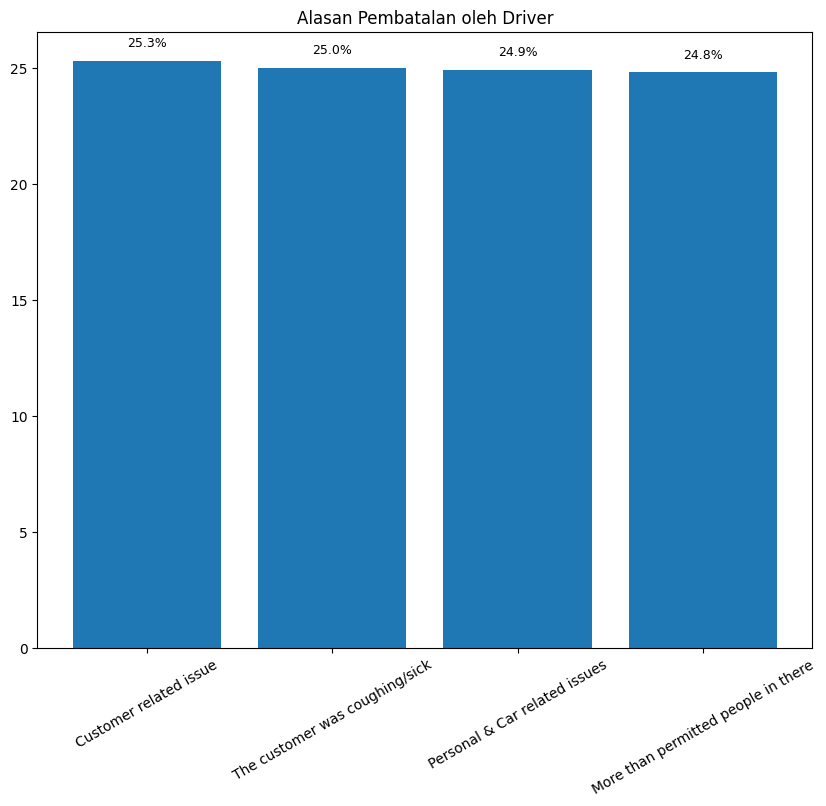 Alasan Pembatalan oleh Driver
25.3%
25.0%
24.9%
24.8%
25
20
15
10
5
0
Customer related issue
The customer was coughing/sick
Personal & Car related issues
More than permitted people in there